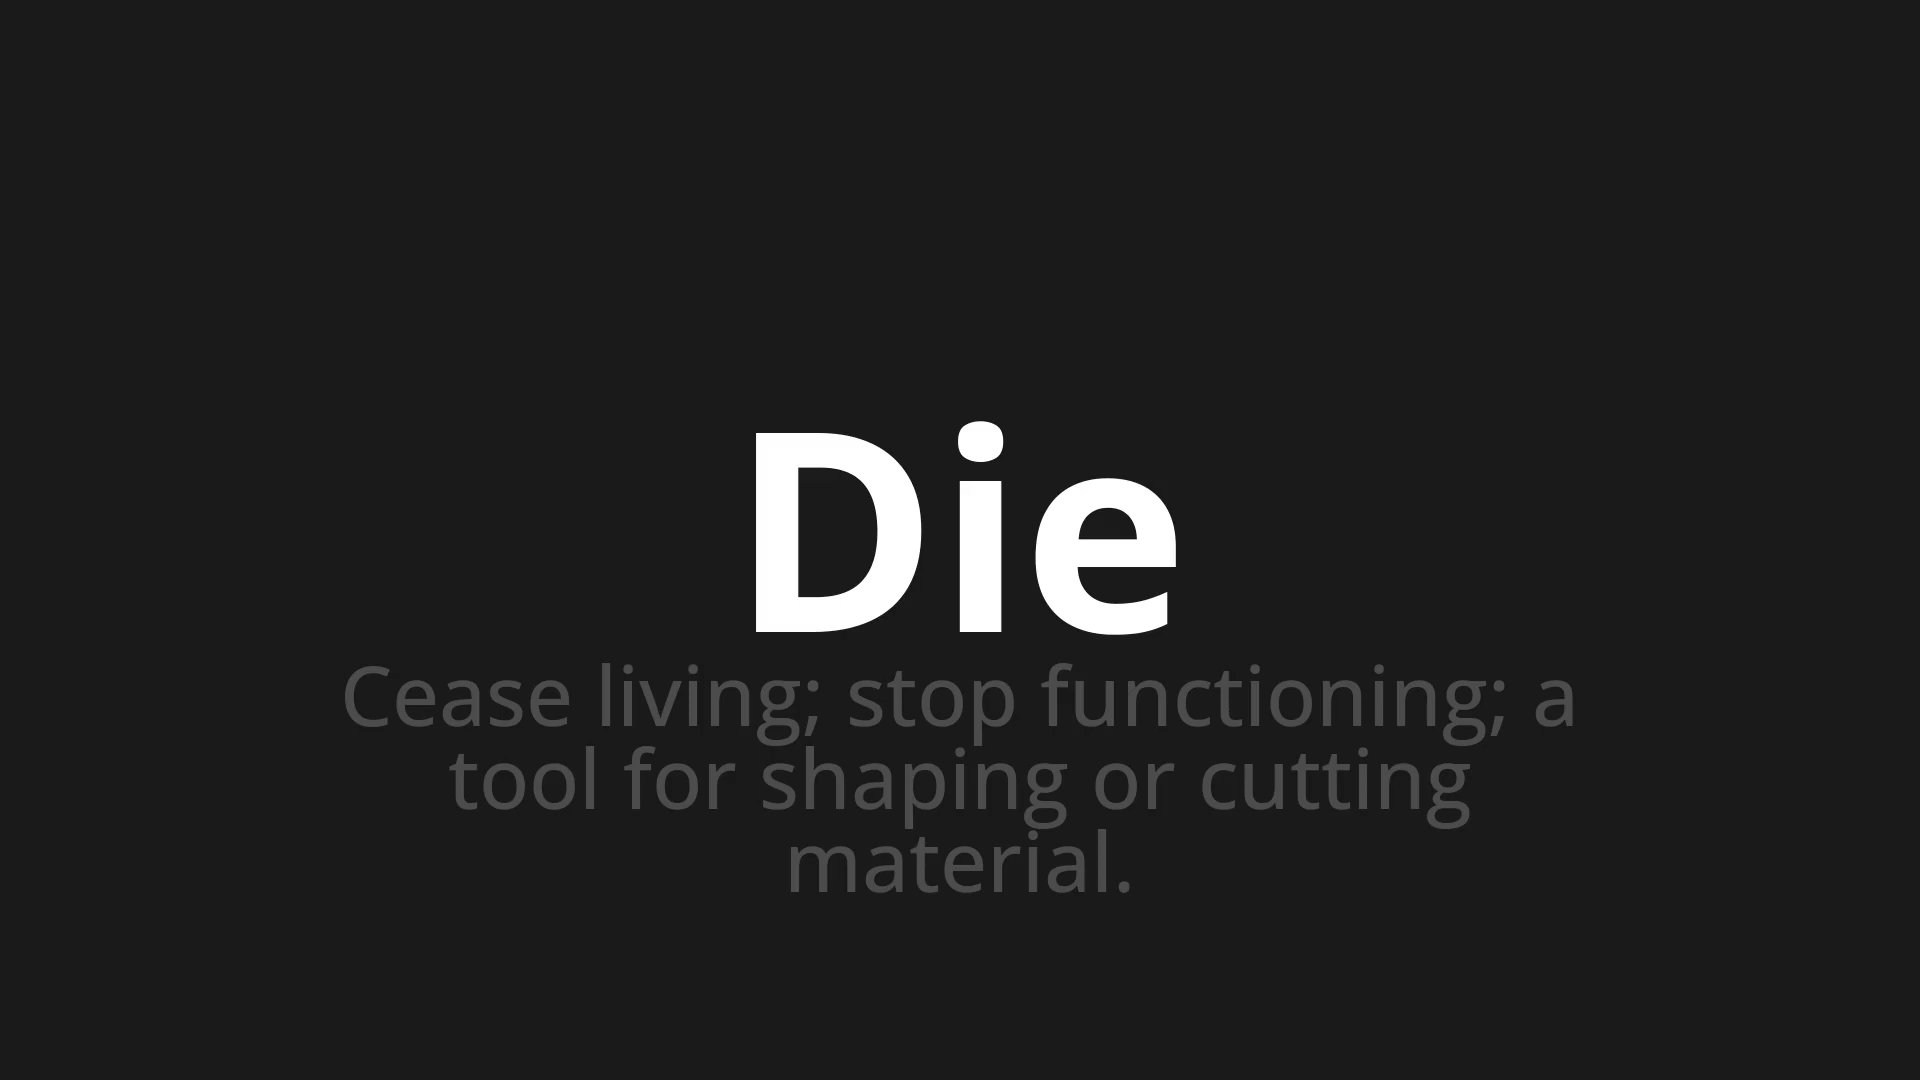 Die
Cease living; stop functioning; a
tool for shaping or cutting
material.